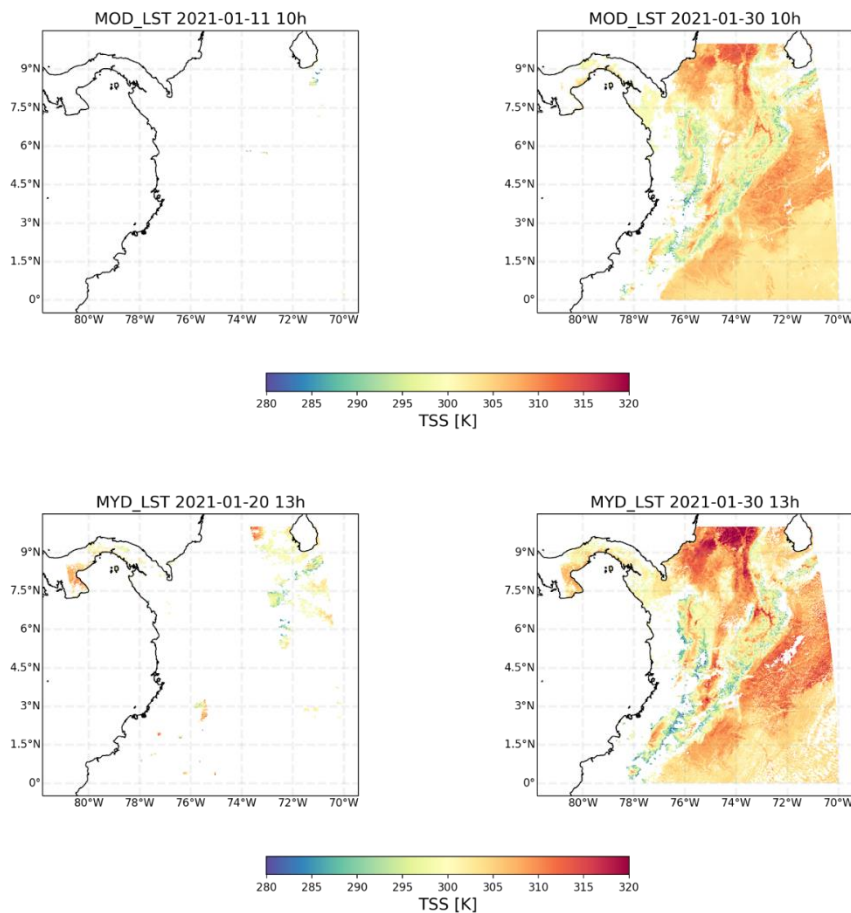 MOD_LST 2021-01-11 10h MOD_LST 2021-01-30 10h
9°N 9°N
7.5°N 7.5°N
6°N 6°N
4.5°N 4.5°N
3°N 3°N
1.5°N 1.5°N
0° 0°
80°W 78°W 76°W 74°W 72°W 70°W 80°W 78°W 76°W 74°W 72°W 70°W
280 285 290 295 300 305 310 315 320
TSS [K]
MYD_LST 2021-01-20 13h MYD_LST 2021-01-30 13h
9°N 9°N
7.5°N 7.5°N
6°N 6°N
4.5°N 4.5°N
3°N 3°N
1.5°N 1.5°N
0° 0°
80°W 78°W 76°W 74°W 72°W 70°W 80°W 78°W 76°W 74°W 72°W 70°W
280 285 290 295 300 305 310 315 320
TSS [K]